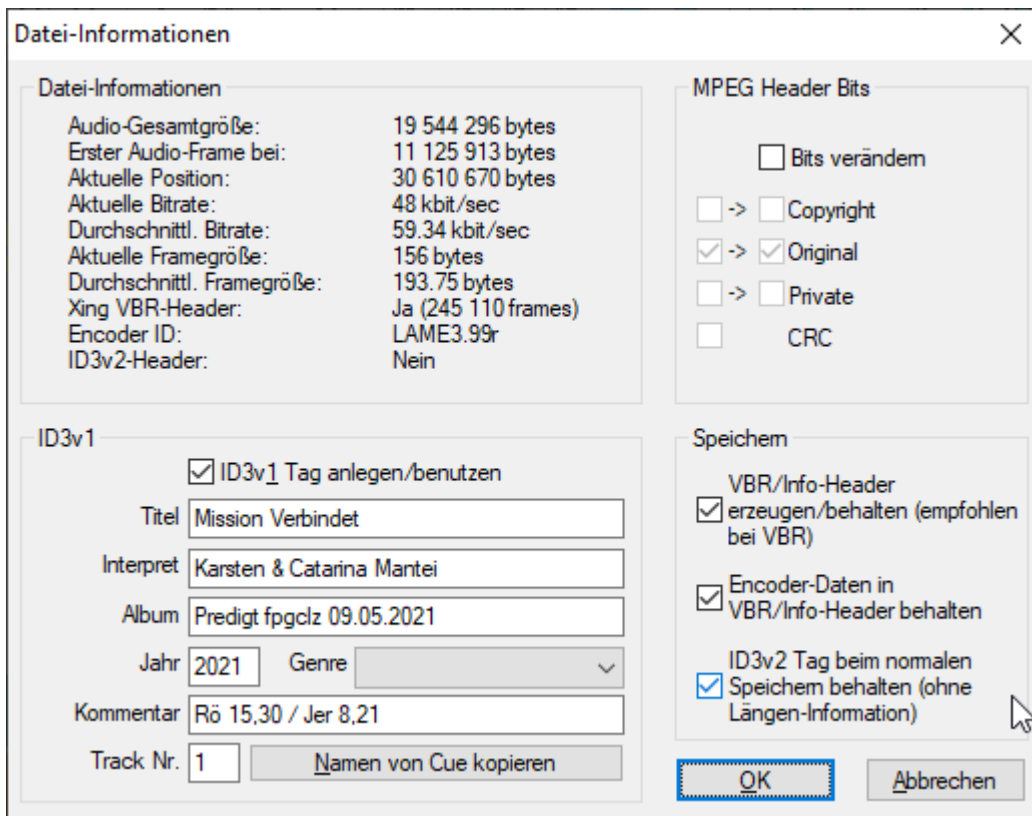 Datei-Informationen
Datei-Informationen
Audio-Gesamtgröße: 19 544 296 bytes
Erster Audio-Frame bei: 11 125 913 bytes
Aktuelle Position: 30 610 670 bytes
Aktuelle Bitrate: 48 kbit/sec
Durchschnittl. Bitrate: 59.34 kbit/sec
Aktuelle Framegröße: 156 bytes
Durchschnittl. Framegröße: 193.75 bytes
Xing VBR-Header: Ja (245 110 frames)
Encoder ID: LAME3.99r
ID3v2-Header: Nein
MPEG Header Bits
Bits verändern
-> Copyright
-> Original
-> Private
CRC
ID3v1
ID3v1 Tag anlegen/benutzen
Titel Mission Verbindet
Interpret Karsten & Catarina Mantei
Album Predigt fpgclz 09.05.2021
Jahr 2021 Genre
Kommentar Rö 15,30 / Jer 8,21
Track Nr. 1 Namen von Cue kopieren
Speichern
VBR/Info-Header
erzeugen/behalten (empfohlen
bei VBR)
Encoder-Daten in
VBR/Info-Header behalten
ID3v2 Tag beim normalen
Speichern behalten (ohne
Längen-Information)
OK Abbrechen